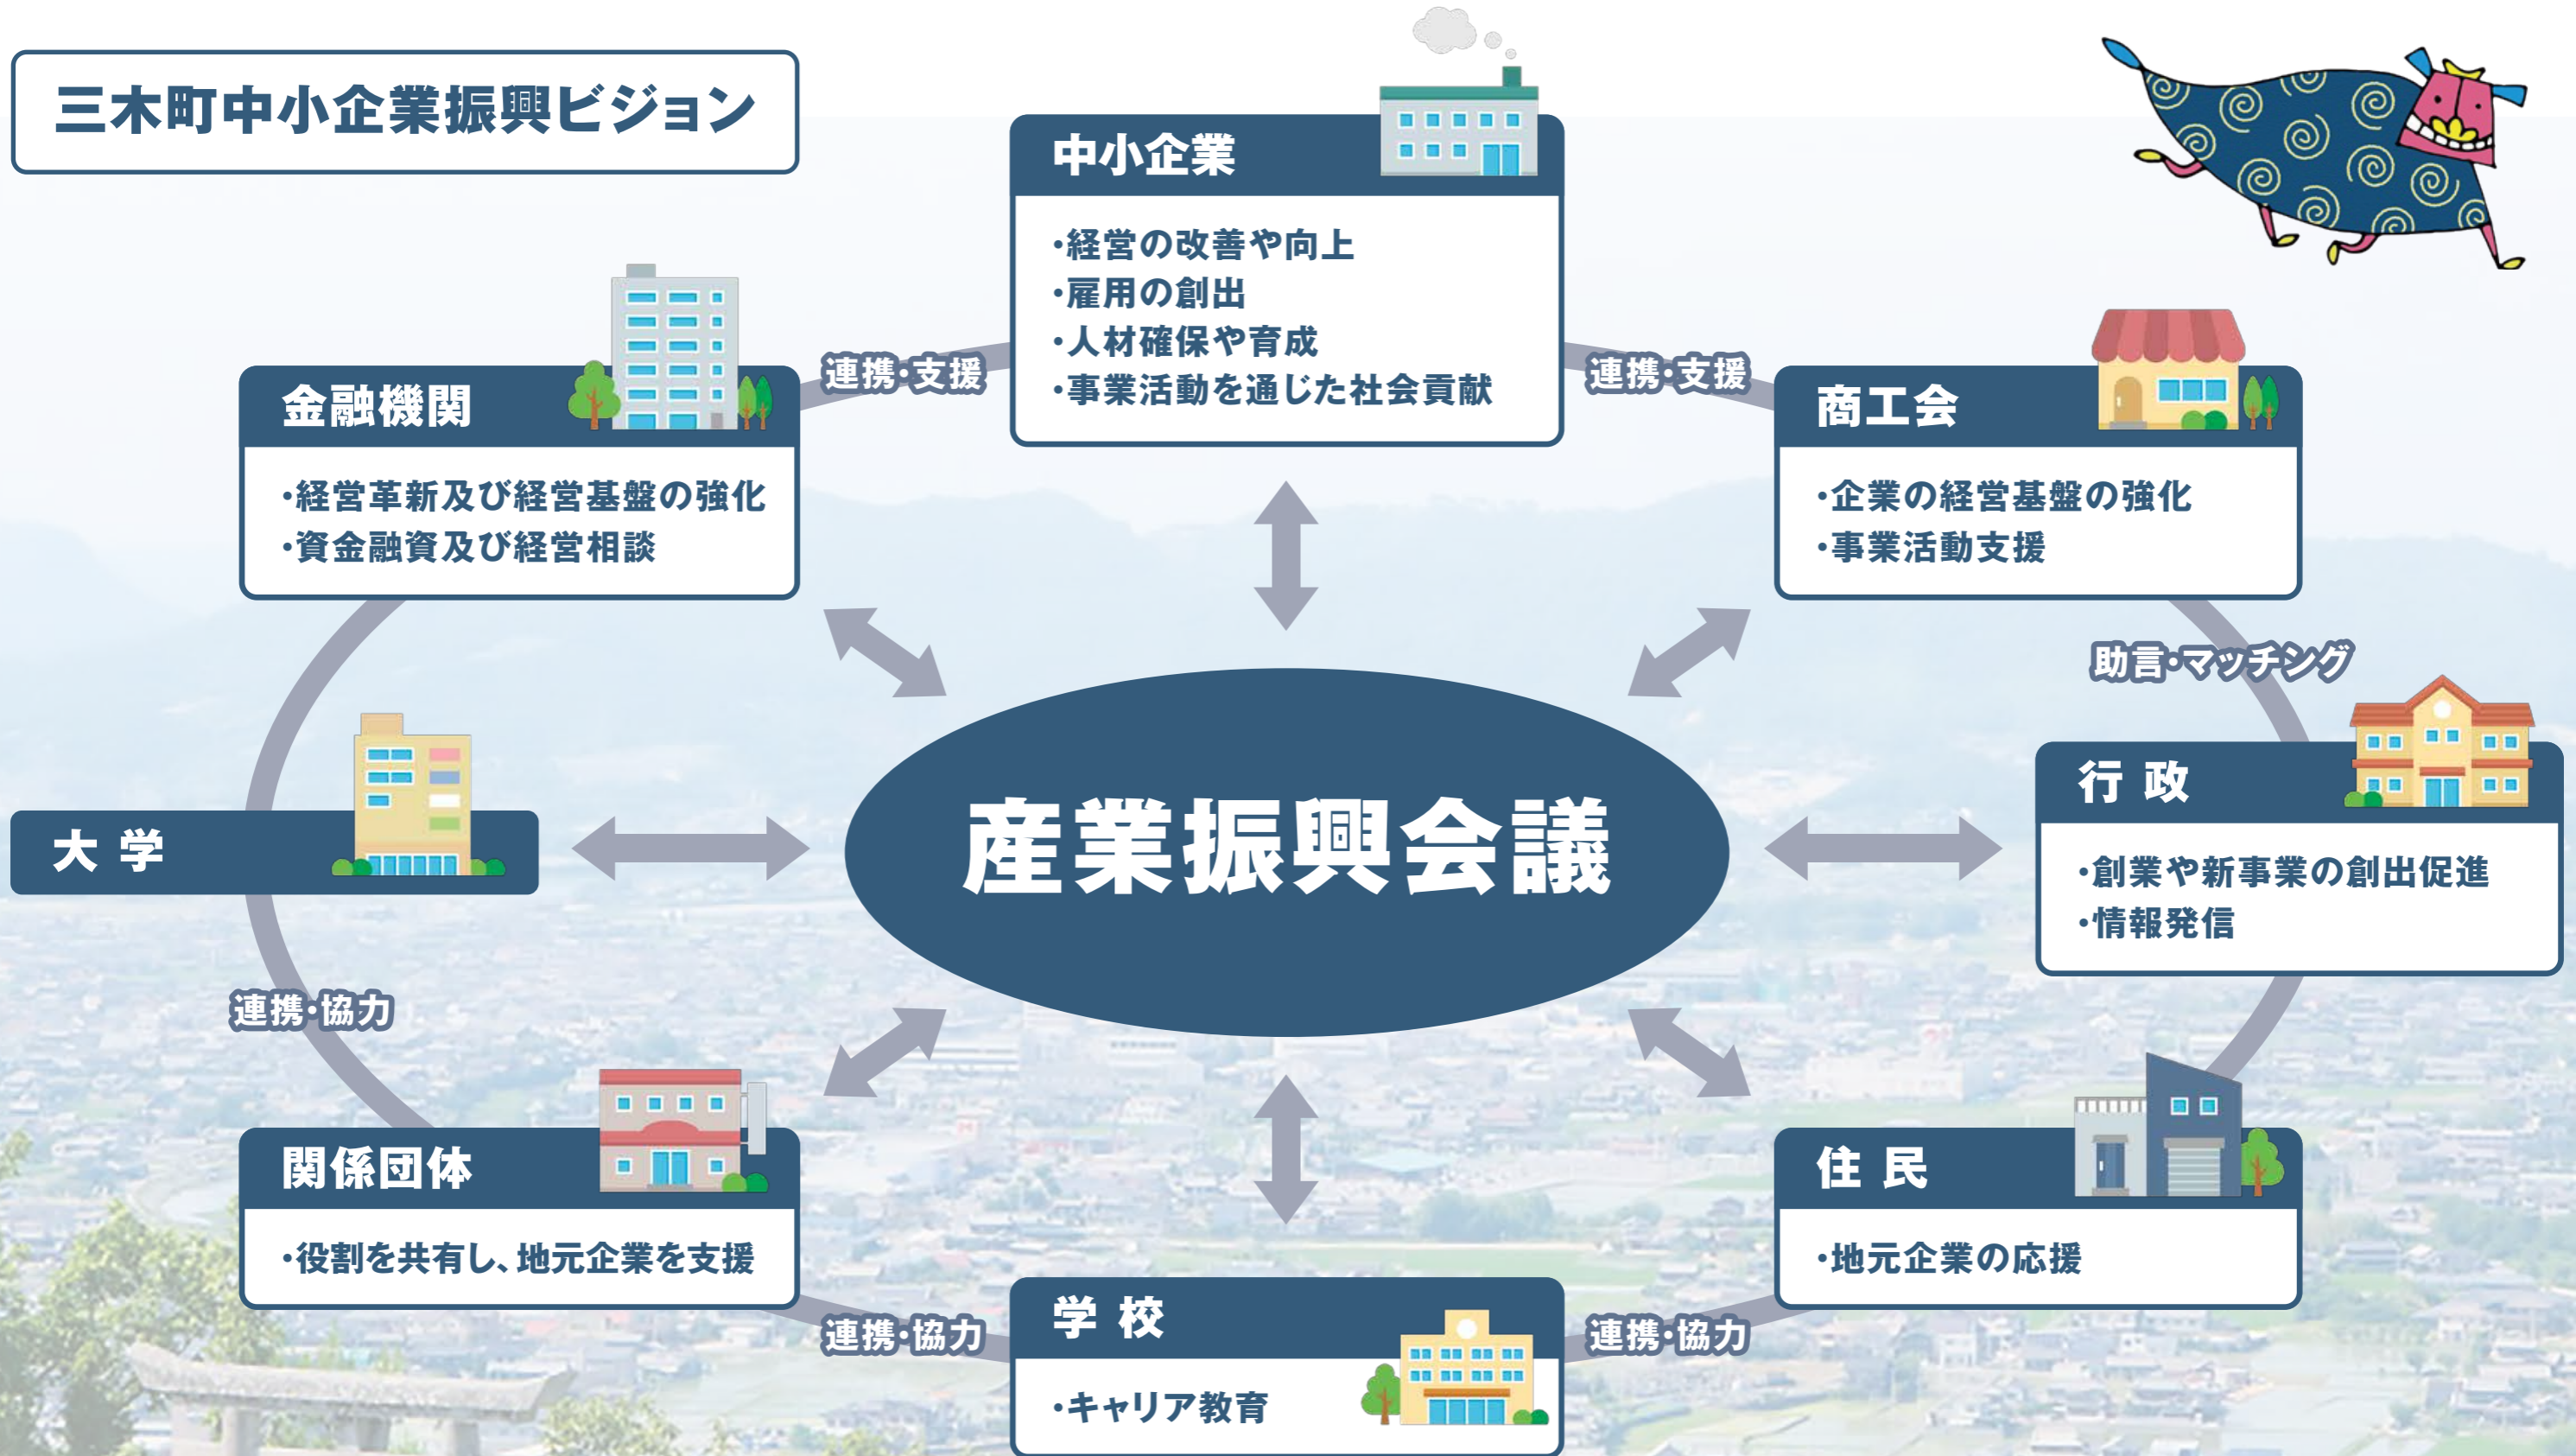 三木町中小企業振興ビジョン
中小企業
・経営の改善や向上
・雇用の創出
・人材確保や育成
・事業活動を通じた社会貢献
連携・支援
連携・支援
金融機関
・経営革新及び経営基盤の強化
・資金融資及び経営相談
商工会
・企業の経営基盤の強化
・事業活動支援
助言・マッチング
大学
産業振興会議
行政
・創業や新事業の創出促進
・情報発信
連携・協力
関係団体
・役割を共有し、地元企業を支援
住民
・地元企業の応援
連携・協力
連携・協力
学校
・キャリア教育